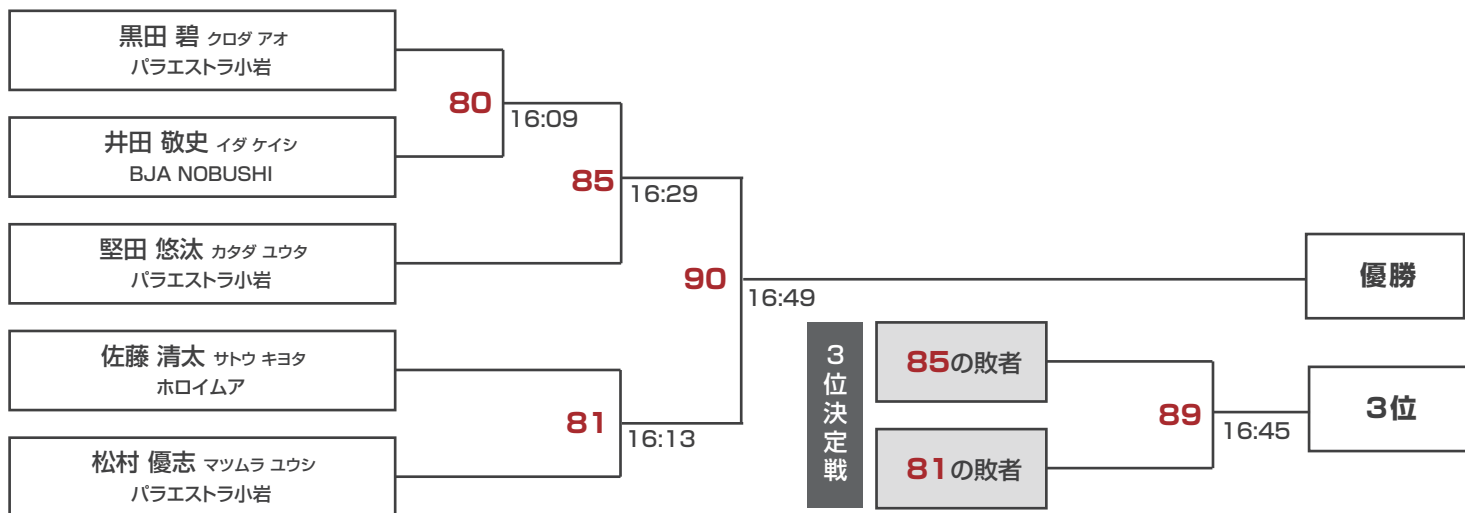 黒田 碧 クロダ アオ
パラエストラ小岩
80
16:09
井田 敬史 イダ ケイシ
BJA NOBUSHI
85
16:29
堅田 悠汰 カタダ ユウタ
パラエストラ小岩
90
16:49
優勝
佐藤 清太 サトウ キヨタ
ホロイムア
81
16:13
松村 優志 マツムラ ユウシ
パラエストラ小岩
3位決定戦
85の敗者
89
16:45
3位
81の敗者